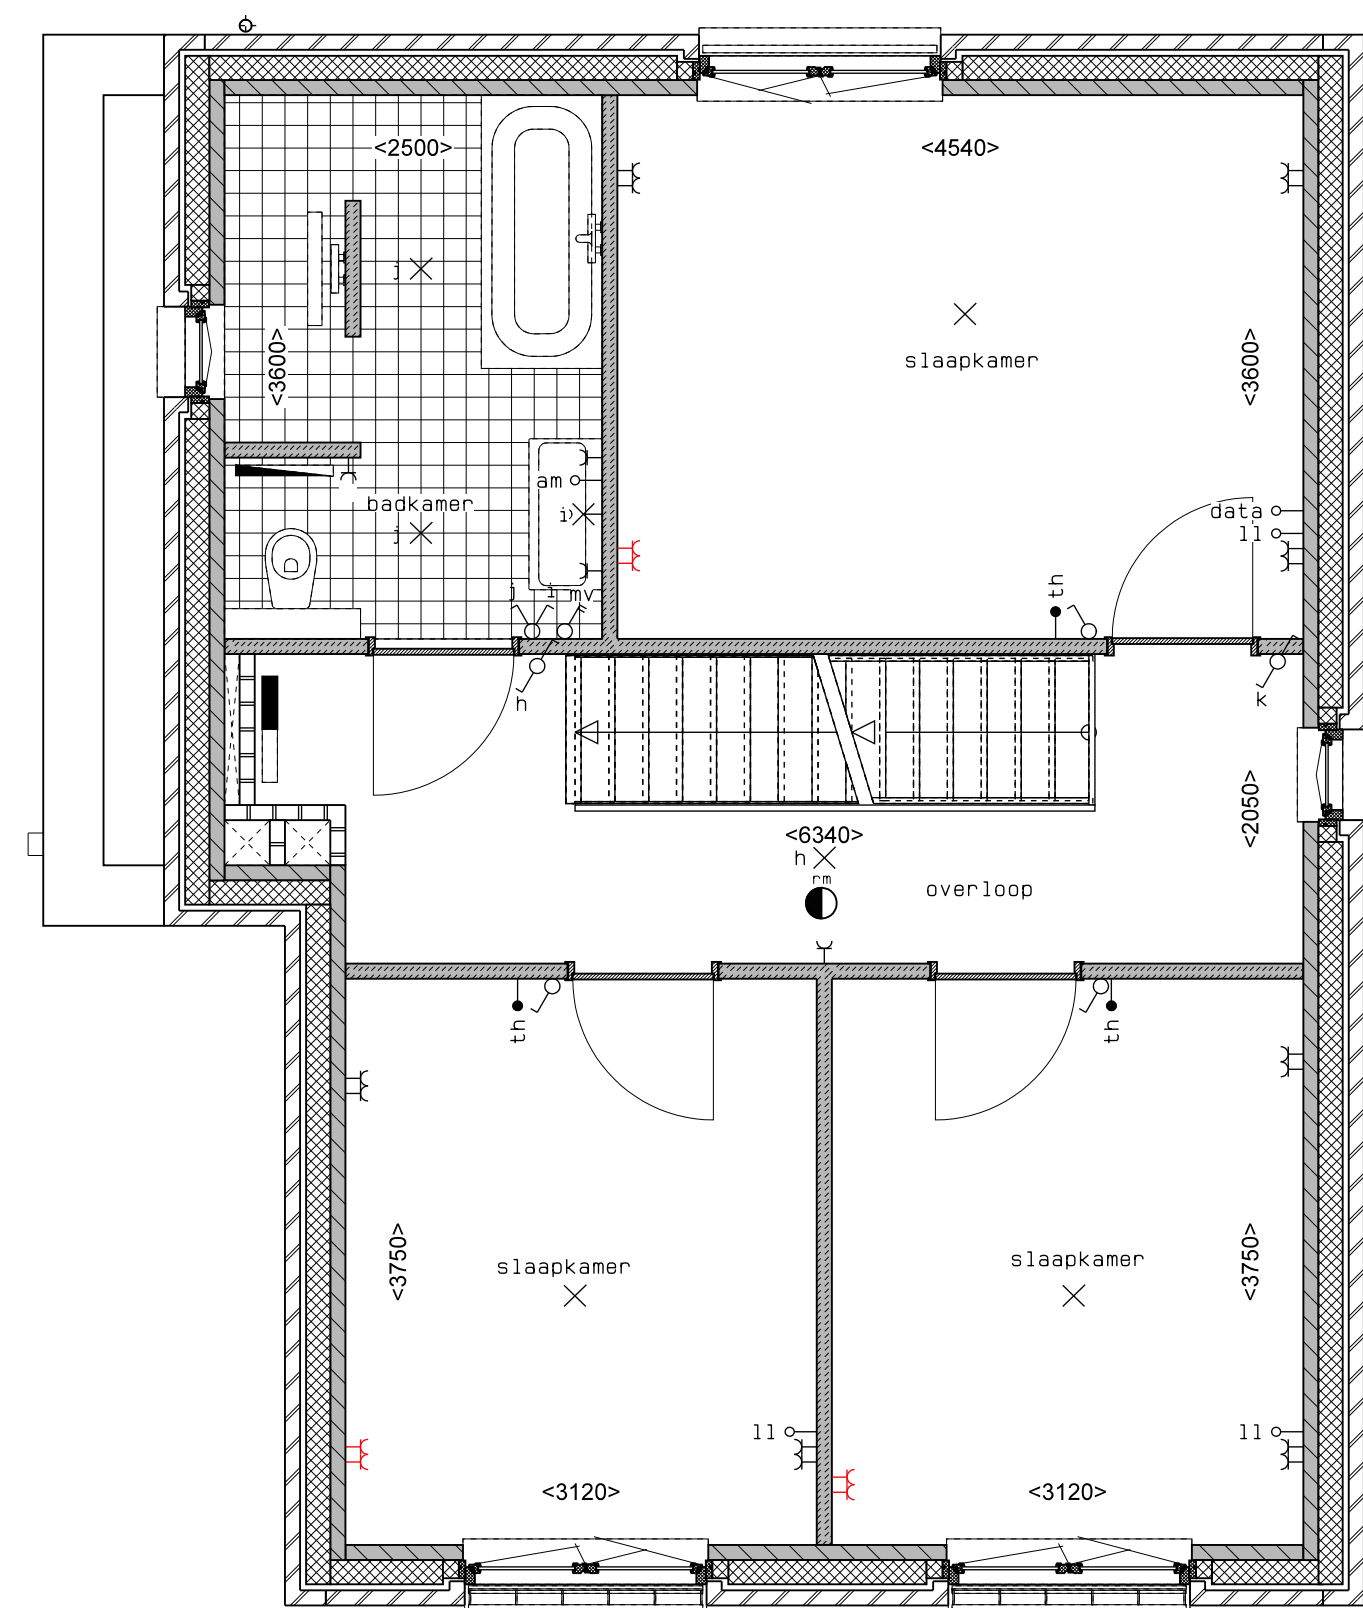 <2500>
<4540>
j
<3600>
<3600>
slaapkamer
am
badkamer
data
i
j
ll
j
i
mv
th
h
k
<2050>
<6340>
h
rm
overloop
th
th
<3750>
<3750>
slaapkamer
slaapkamer
ll
ll
<3120>
<3120>